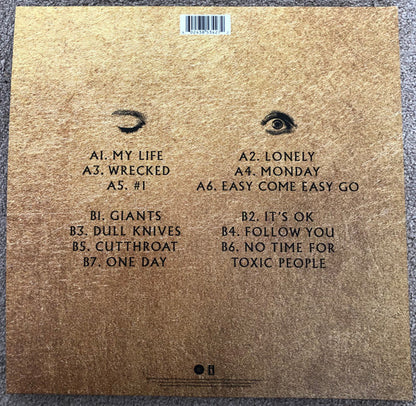 A1. MY LIFE
A3. WRECKED
A5. #1
A2. LONELY
A4. MONDAY
A6. EASY COME EASY GO
B1. GIANTS
B3. DULL KNIVES
B5. CUTTHROAT
B7. ONE DAY
B2. IT'S OK
B4. FOLLOW YOU
B6. NO TIME FOR
TOXIC PEOPLE